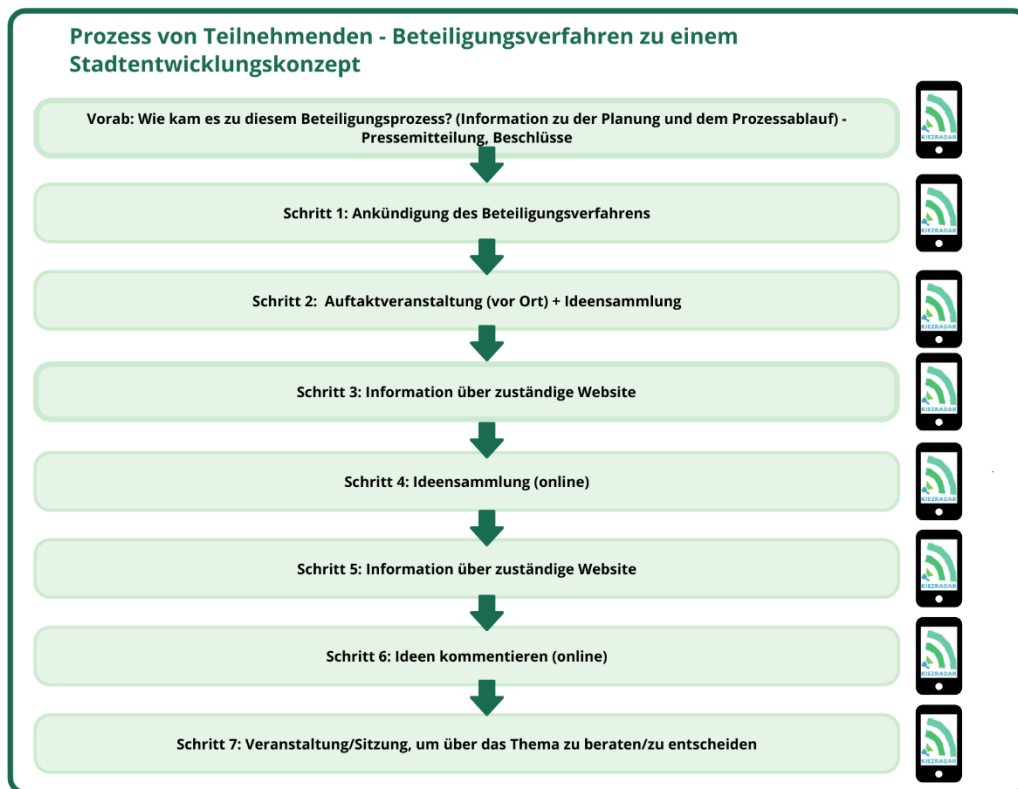 Prozess von Teilnehmenden - Beteiligungsverfahren zu einem
Stadtentwicklungskonzept
Vorab: Wie kam es zu diesem Beteiligungsprozess? (Information zu der Planung und dem Prozessablauf) -
Pressemitteilung, Beschlüsse
KIEZRADAR
Schritt 1: Ankündigung des Beteiligungsverfahrens
KIEZRADAR
Schritt 2:  Auftaktveranstaltung (vor Ort) + Ideensammlung
KIEZRADAR
Schritt 3: Information über zuständige Website
KIEZRADAR
Schritt 4: Ideensammlung (online)
KIEZRADAR
Schritt 5: Information über zuständige Website
KIEZRADAR
Schritt 6: Ideen kommentieren (online)
KIEZRADAR
Schritt 7: Veranstaltung/Sitzung, um über das Thema zu beraten/zu entscheiden
KIEZRADAR